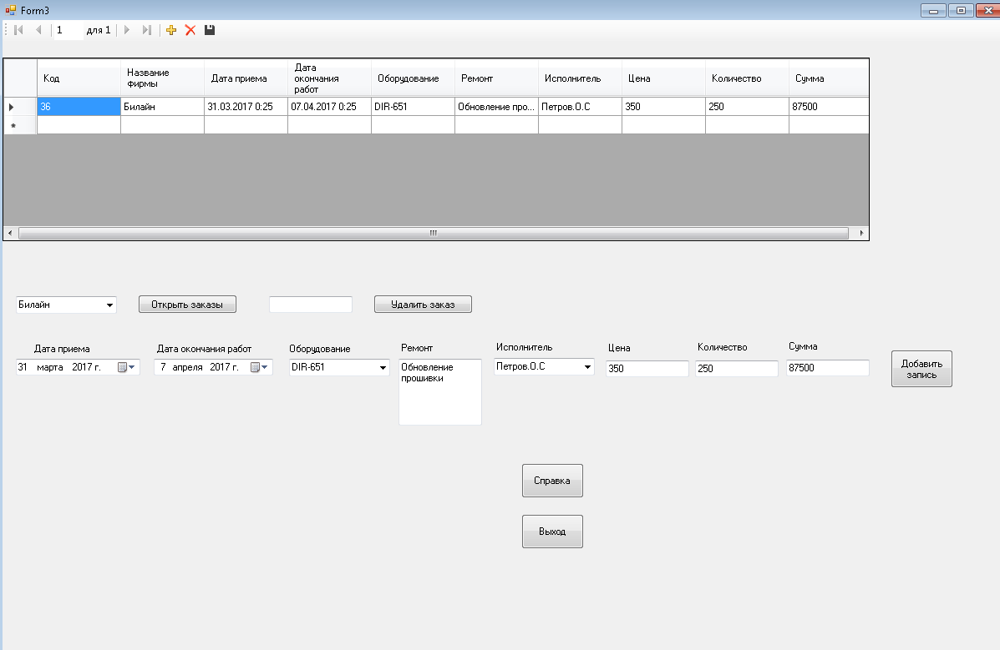 Form3
1 для 1
Код Название фирмы Дата приема Дата окончания работ Оборудование Ремонт Исполнитель Цена Количество Сумма
36 Билайн 31.03.2017 0:25 07.04.2017 0:25 DIR-651 Обновление про... Петров.О.С 350 250 87500
Билайн Открыть заказы Удалить заказ
Дата приема Дата окончания работ Оборудование Ремонт Исполнитель Цена Количество Сумма
31 марта 2017 г. 7 апреля 2017 г. DIR-651 Обновление прошивки Петров.О.С 350 250 87500
Добавить запись
Справка
Выход